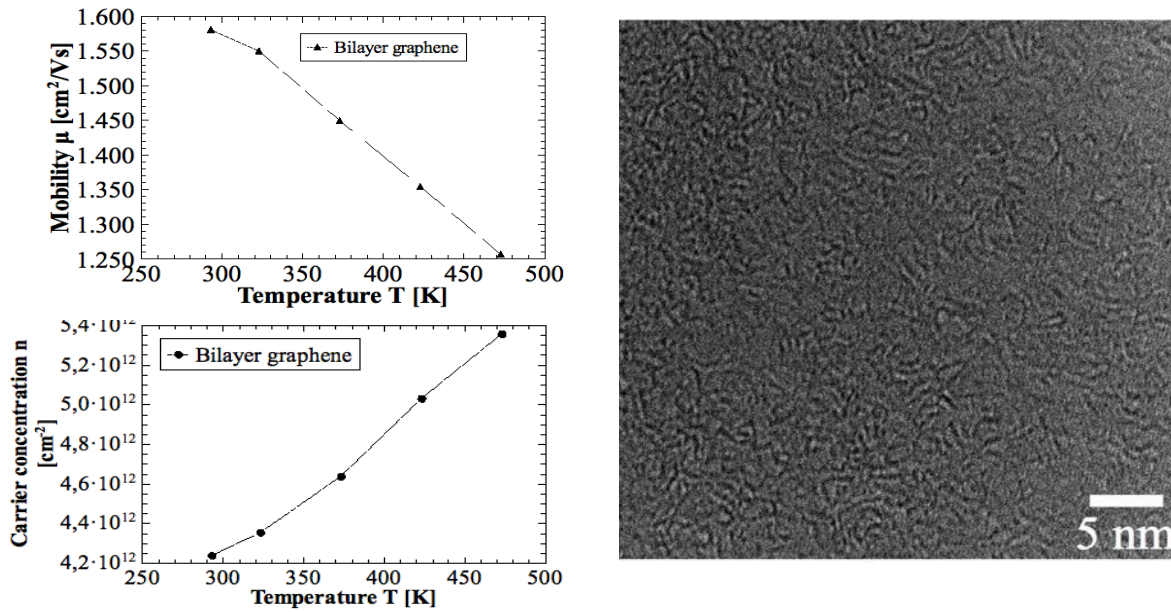 1.600
1.550
1.500
1.450
1.400
1.350
1.300
1.250
Mobility μ [cm²/Vs]
Bilayer graphene
250 300 350 400 450 500
Temperature T [K]
5,4·10¹²
5,2·10¹²
5,0·10¹²
4,8·10¹²
4,6·10¹²
4,4·10¹²
4,2·10¹²
Carrier concentration n
[cm⁻²]
Bilayer graphene
250 300 350 400 450 500
Temperature T [K]
5 nm